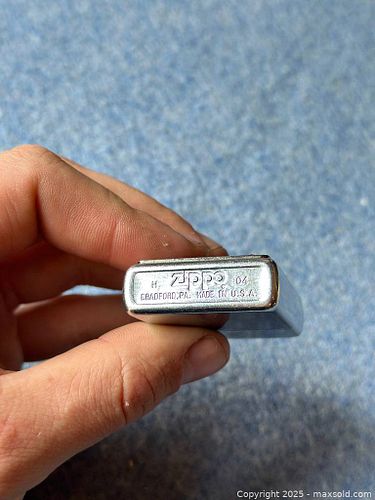 H zippo 04
BRADFORD,PA. MADE IN U.S.A.
Copyright 2025 - maxsold.com